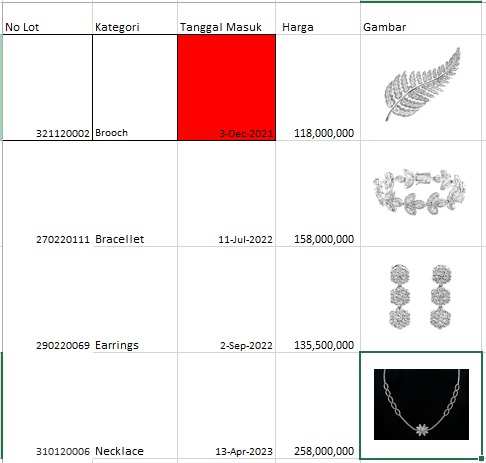 No Lot Kategori Tanggal Masuk Harga Gambar
321120002 Brooch 3-Dec-2021 118,000,000
270220111 Bracellet 11-Jul-2022 158,000,000
290220069 Earrings 2-Sep-2022 135,500,000
310120006 Necklace 13-Apr-2023 258,000,000